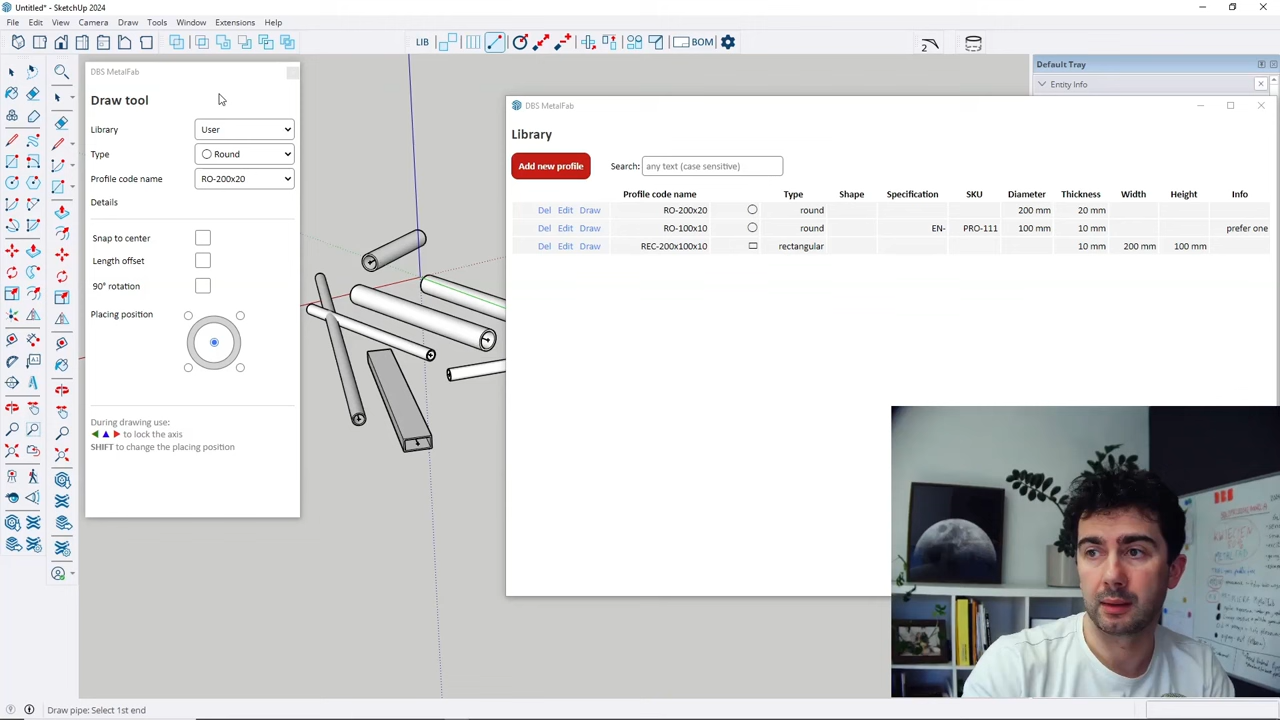 Untitled* - SketchUp 2024
File Edit View Camera Draw Tools Window Extensions Help
LIB BOM
DBS MetalFab
Draw tool
Library User
Type Round
Profile code name RO-200x20
Details
Snap to center
Length offset
90° rotation
Placing position
During drawing use:
to lock the axis
SHIFT to change the placing position
DBS MetalFab
Library
Add new profile Search: any text (case sensitive)
Profile code name Type Shape Specification SKU Diameter Thickness Width Height Info
Del Edit Draw RO-200x20 round 200 mm 20 mm
Del Edit Draw RO-100x10 round EN- PRO-111 100 mm 10 mm prefer one
Del Edit Draw REC-200x100x10 rectangular 10 mm 200 mm 100 mm
Default Tray
Entity Info
Draw pipe: Select 1st end